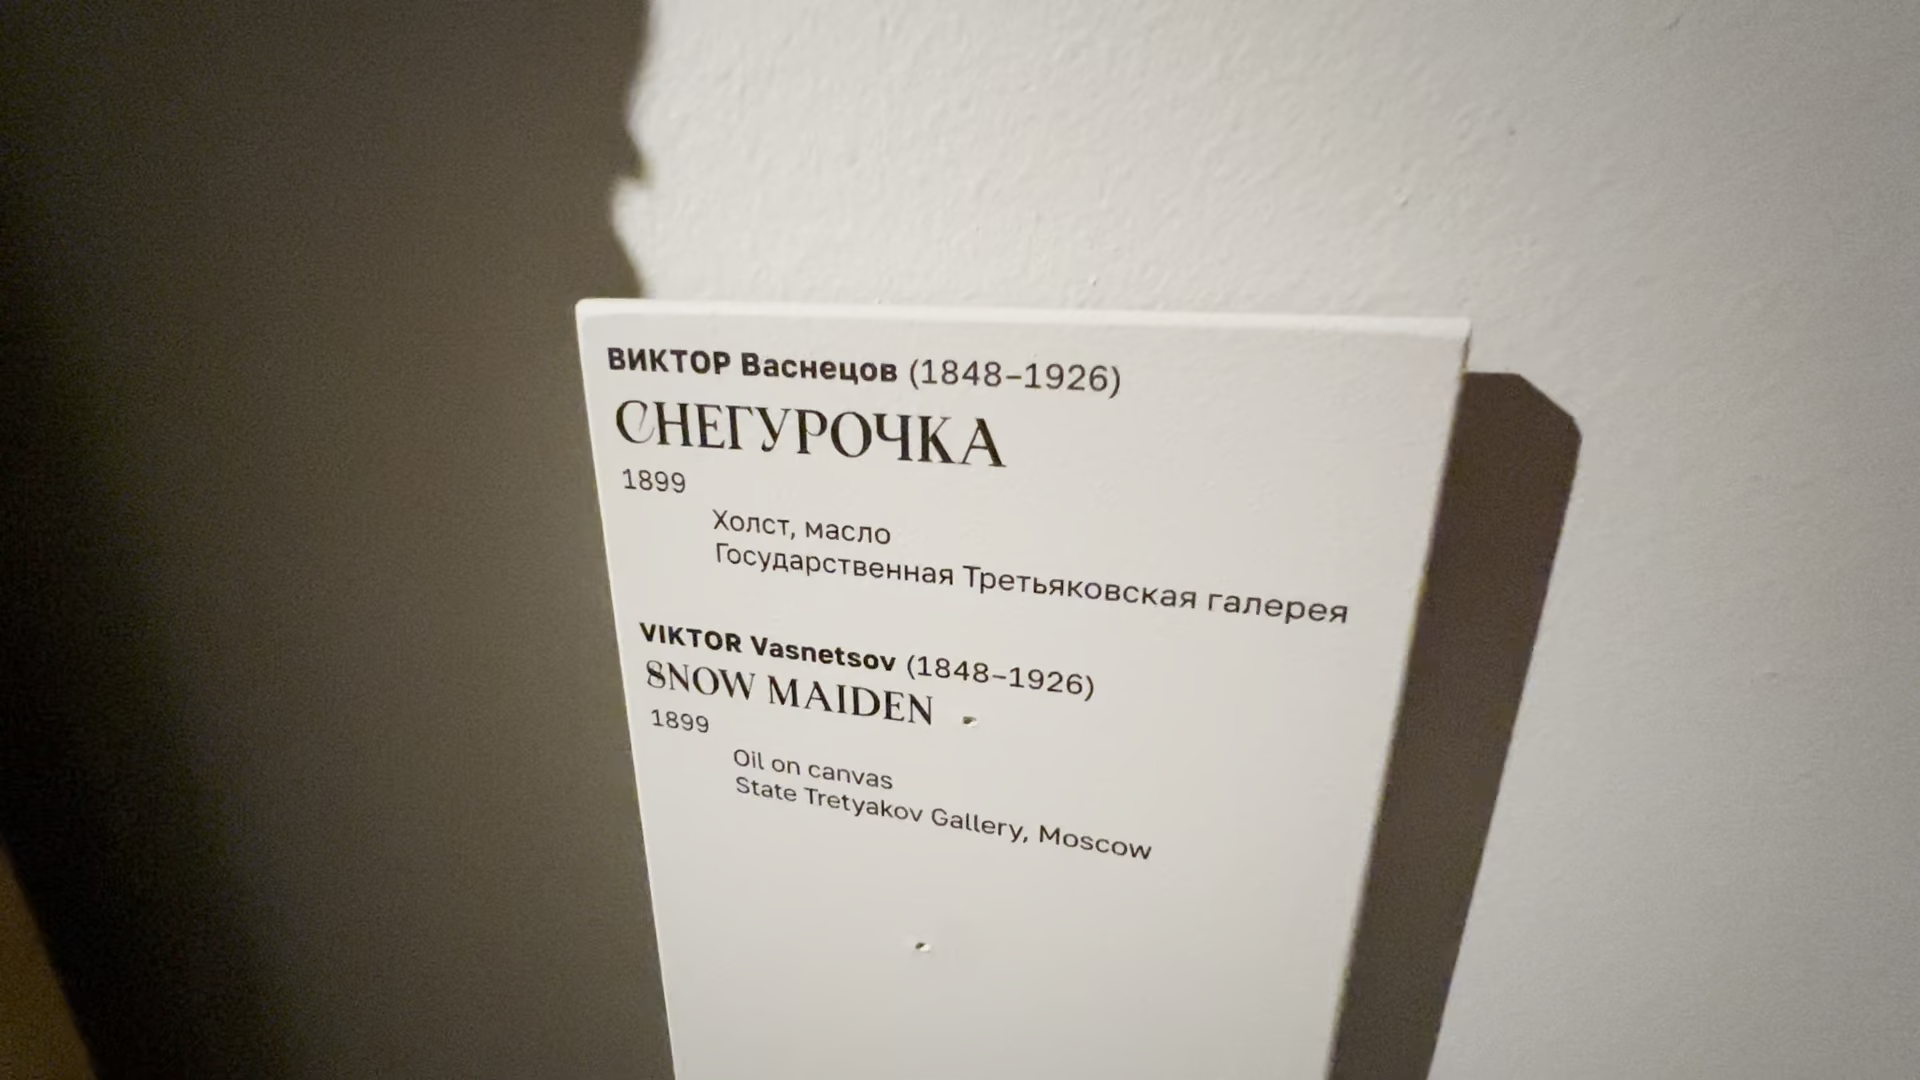 ВИКТОР Васнецов (1848–1926)
СНЕГУРОЧКА
1899
Холст, масло
Государственная Третьяковская галерея
VIKTOR Vasnetsov (1848–1926)
SNOW MAIDEN
1899
Oil on canvas
State Tretyakov Gallery, Moscow